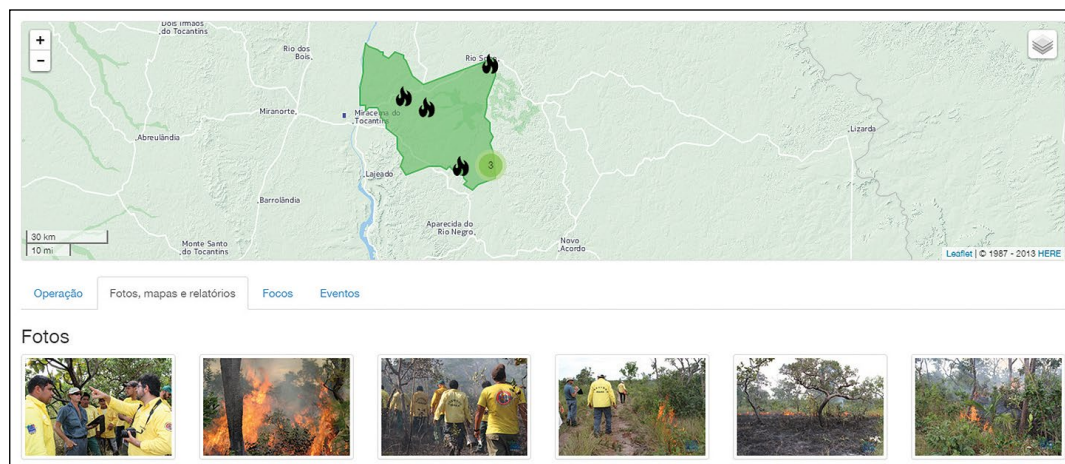 Dois Irmãos
do Tocantins
+
−
Rio dos
Bois
Rio Sono
Miranorte
Miracema do
Tocantins
Abreulândia
Lizarda
3
Lajeado
Barrolândia
Aparecida do
Rio Negro
30 km
10 mi
Monte Santo
do Tocantins
Novo
Acordo
Leaflet | © 1987 - 2013 HERE
Operação
Fotos, mapas e relatórios
Focos
Eventos
Fotos